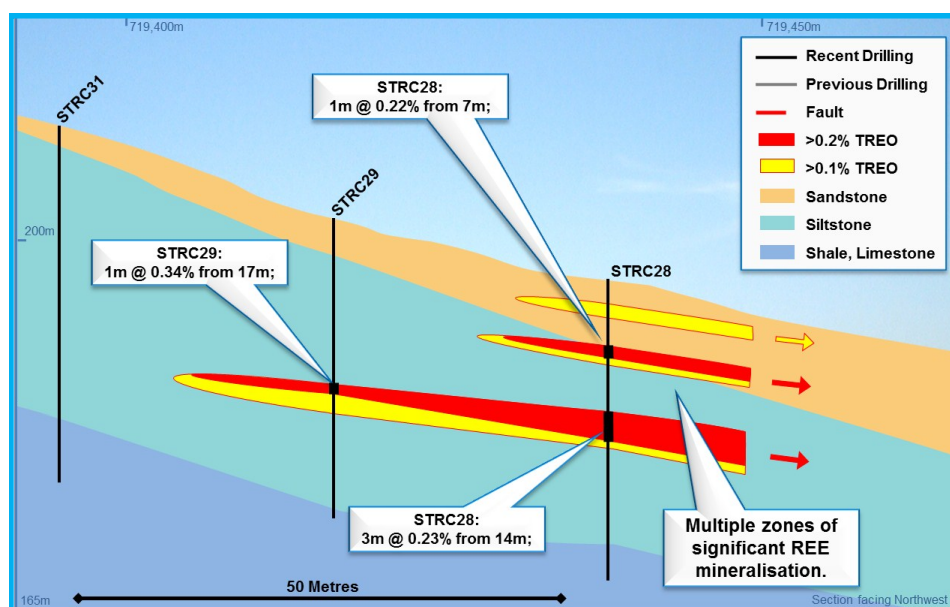 719,400m
719,450m
Recent Drilling
Previous Drilling
Fault
>0.2% TREO
>0.1% TREO
Sandstone
Siltstone
Shale, Limestone
STRC31
STRC28:
1m @ 0.22% from 7m;
STRC29
200m
STRC29:
1m @ 0.34% from 17m;
STRC28
STRC28:
3m @ 0.23% from 14m;
Multiple zones of
significant REE
mineralisation.
50 Metres
165m
Section facing Northwest